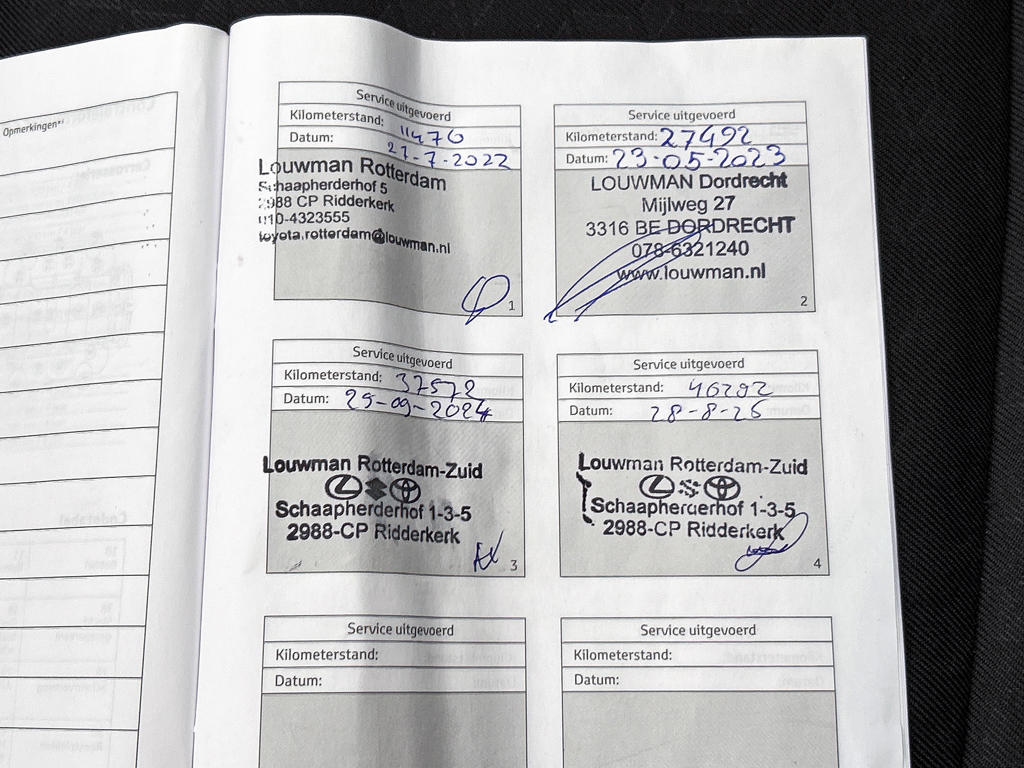 Opmerkingen*¹
Service uitgevoerd
Kilometerstand: 11476
Datum: 27-7-2022
Louwman Rotterdam
Schaapherderhof 5
2988 CP Ridderkerk
010-4323555
toyota.rotterdam@louwman.nl
1
Service uitgevoerd
Kilometerstand: 27492
Datum: 23-05-2023
LOUWMAN Dordrecht
Mijlweg 27
3316 BE DORDRECHT
078-6321240
www.louwman.nl
2
Service uitgevoerd
Kilometerstand: 37572
Datum: 25-09-2024
Louwman Rotterdam-Zuid
Schaapherderhof 1-3-5
2988-CP Ridderkerk
3
Service uitgevoerd
Kilometerstand: 46292
Datum: 28-8-25
Louwman Rotterdam-Zuid
Schaapherderhof 1-3-5
2988-CP Ridderkerk
4
Service uitgevoerd
Kilometerstand:
Datum:
Service uitgevoerd
Kilometerstand:
Datum: